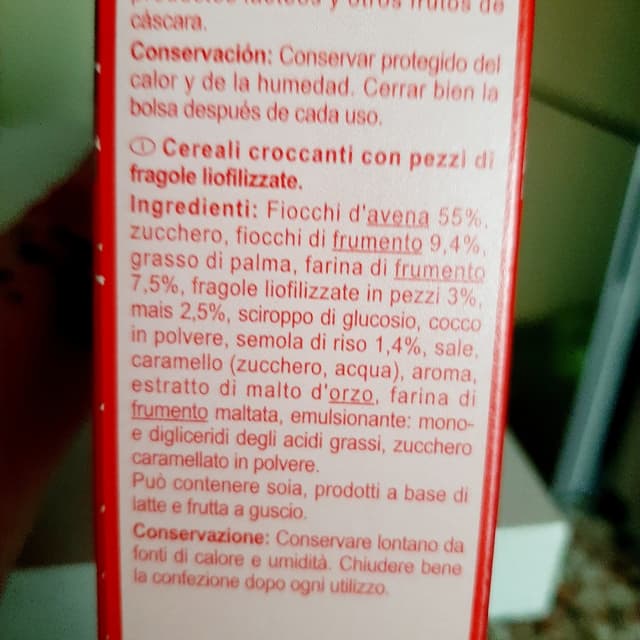 productos lácteos y otros frutos de
cáscara.
Conservación: Conservar protegido del
calor y de la humedad. Cerrar bien la
bolsa después de cada uso.
I Cereali croccanti con pezzi di
fragole liofilizzate.
Ingredienti: Fiocchi d'avena 55%,
zucchero, fiocchi di frumento 9,4%,
grasso di palma, farina di frumento
7,5%, fragole liofilizzate in pezzi 3%,
mais 2,5%, sciroppo di glucosio, cocco
in polvere, semola di riso 1,4%, sale,
caramello (zucchero, acqua), aroma,
estratto di malto d'orzo, farina di
frumento maltata, emulsionante: mono-
e digliceridi degli acidi grassi, zucchero
caramellato in polvere.
Può contenere soia, prodotti a base di
latte e frutta a guscio.
Conservazione: Conservare lontano da
fonti di calore e umidità. Chiudere bene
la confezione dopo ogni utilizzo.